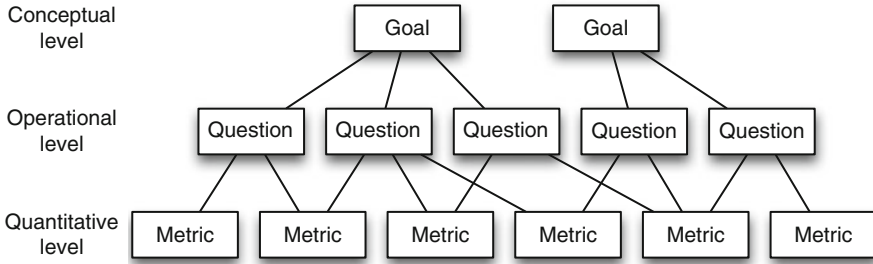 Conceptual
level
Goal
Goal
Operational
level
Question
Question
Question
Question
Question
Quantitative
level
Metric
Metric
Metric
Metric
Metric
Metric